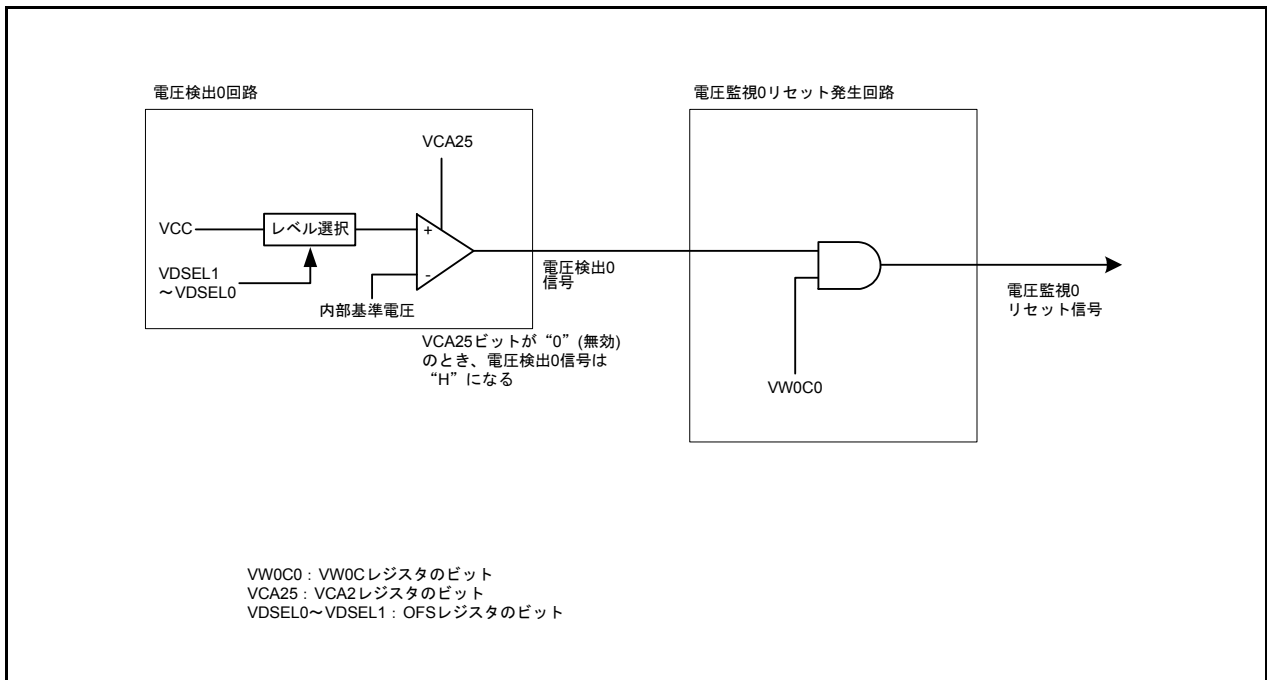 電圧検出0回路
電圧監視0リセット発生回路
VCA25
VCC
レベル選択
+
-
VDSEL1
～VDSEL0
内部基準電圧
電圧検出0
信号
電圧監視0
リセット信号
VCA25ビットが“0”(無効)
のとき、電圧検出0信号は
“H”になる
VW0C0
VW0C0：VW0Cレジスタのビット
VCA25：VCA2レジスタのビット
VDSEL0～VDSEL1：OFSレジスタのビット